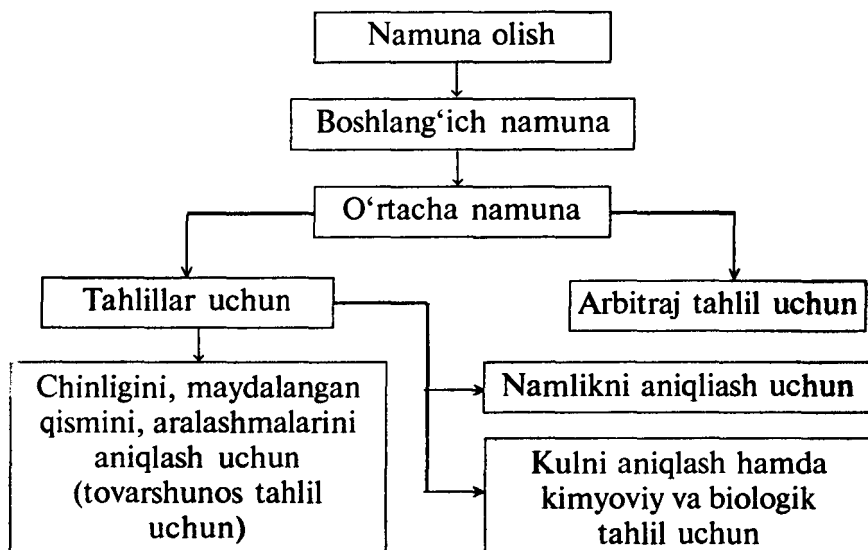 Namuna olish
Boshlang‘ich namuna
O‘rtacha namuna
Tahlillar uchun
Arbitraj tahlil uchun
Chinligini, maydalangan
qismini, aralashmalarini
aniqlash uchun
(tovarshunos tahlil
uchun)
Namlikni aniqliash uchun
Kulni aniqlash hamda
kimyoviy va biologik
tahlil uchun